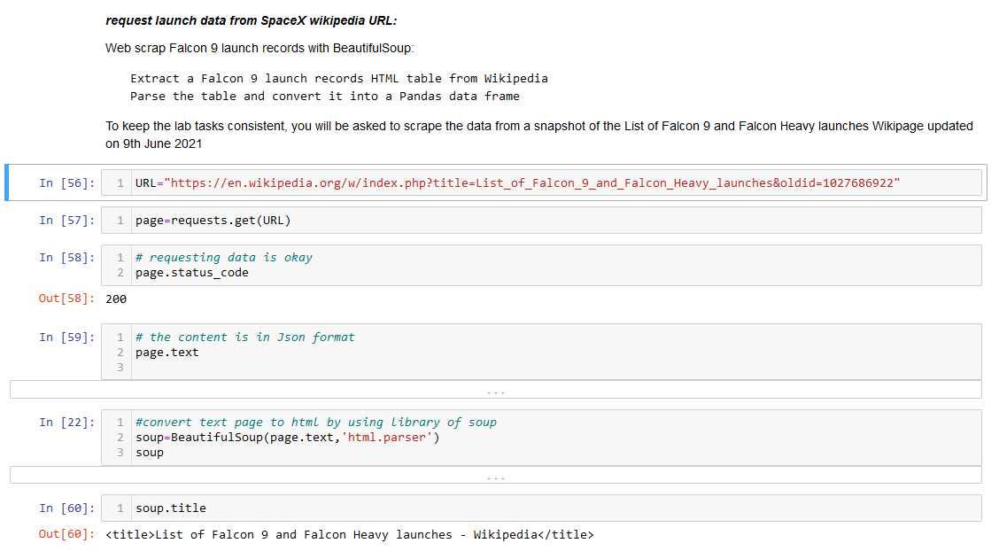 request launch data from SpaceX wikipedia URL:
Web scrap Falcon 9 launch records with BeautifulSoup:
Extract a Falcon 9 launch records HTML table from Wikipedia
Parse the table and convert it into a Pandas data frame
To keep the lab tasks consistent, you will be asked to scrape the data from a snapshot of the List of Falcon 9 and Falcon Heavy launches Wikipage updated
on 9th June 2021
In [56]: 1 URL="https://en.wikipedia.org/w/index.php?title=List_of_Falcon_9_and_Falcon_Heavy_launches&oldid=1027686922"
In [57]: 1 page=requests.get(URL)
In [58]: 1 # requesting data is okay
2 page.status_code
Out[58]: 200
In [59]: 1 # the content is in Json format
2 page.text
3
...
In [22]: 1 #convert text page to html by using library of soup
2 soup=BeautifulSoup(page.text,'html.parser')
3 soup
...
In [60]: 1 soup.title
Out[60]: <title>List of Falcon 9 and Falcon Heavy launches - Wikipedia</title>